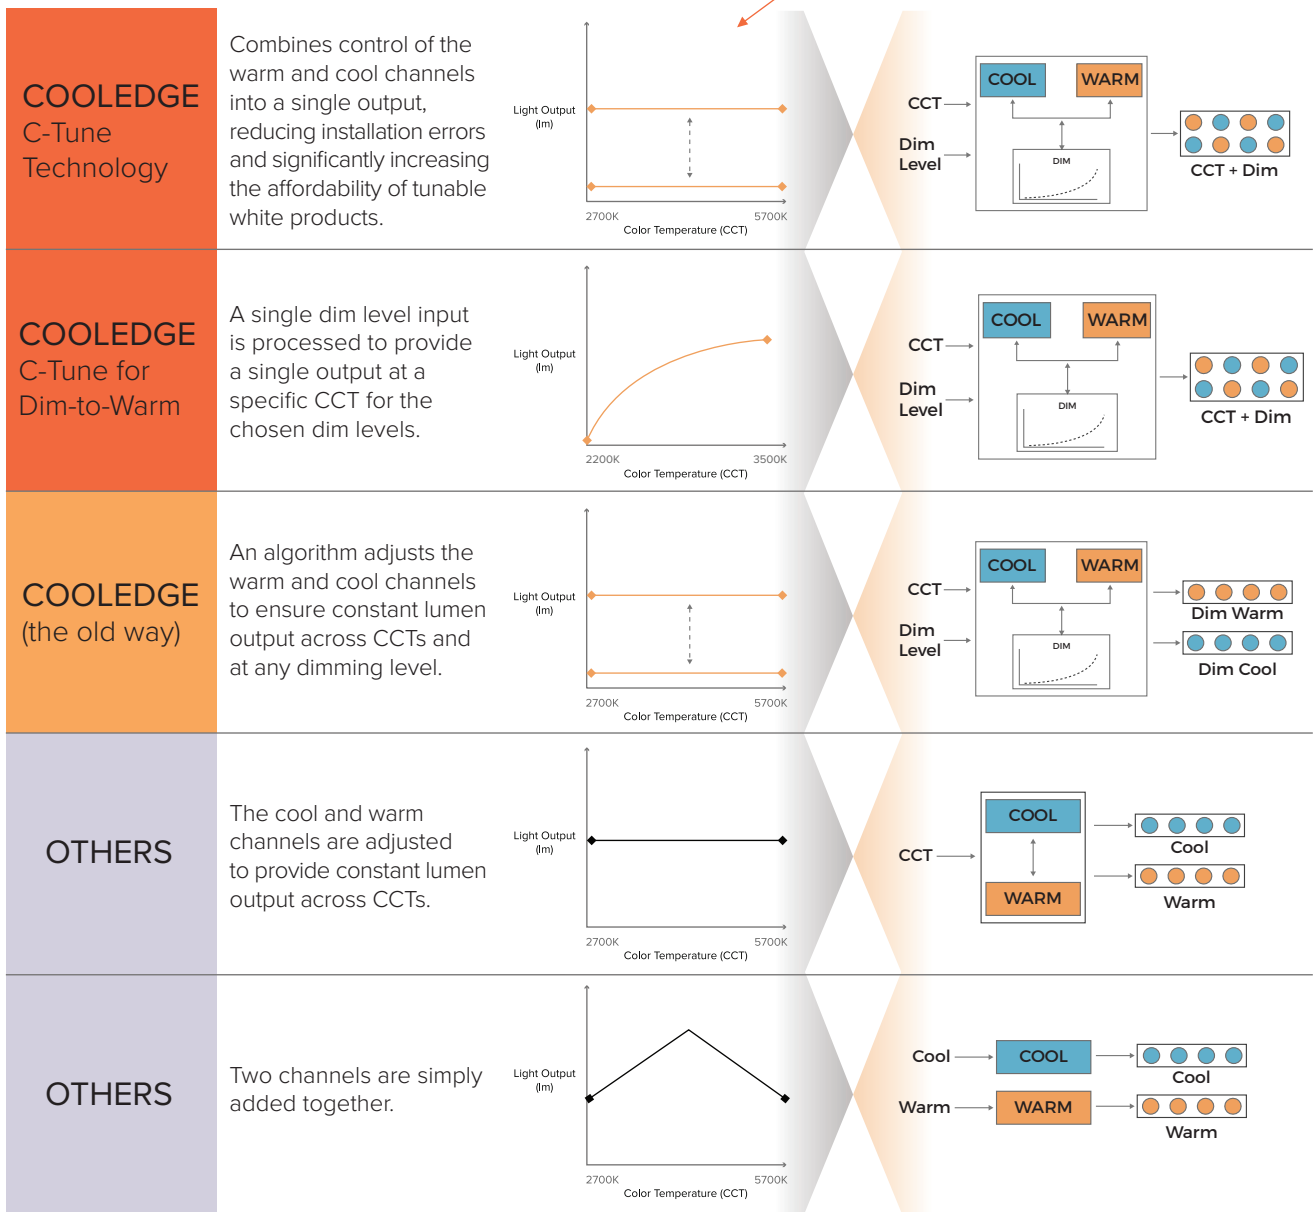 COOLEDGE
C-Tune
Technology
Combines control of the
warm and cool channels
into a single output,
reducing installation errors
and significantly increasing
the affordability of tunable
white products.
Light Output
(lm)
2700K
5700K
Color Temperature (CCT)
CCT
Dim
Level
COOL
WARM
DIM
CCT + Dim
COOLEDGE
C-Tune for
Dim-to-Warm
A single dim level input
is processed to provide
a single output at a
specific CCT for the
chosen dim levels.
Light Output
(lm)
2200K
3500K
Color Temperature (CCT)
CCT
Dim
Level
COOL
WARM
DIM
CCT + Dim
COOLEDGE
(the old way)
An algorithm adjusts the
warm and cool channels
to ensure constant lumen
output across CCTs and
at any dimming level.
Light Output
(lm)
2700K
5700K
Color Temperature (CCT)
CCT
Dim
Level
COOL
WARM
DIM
Dim Warm
Dim Cool
OTHERS
The cool and warm
channels are adjusted
to provide constant lumen
output across CCTs.
Light Output
(lm)
2700K
5700K
Color Temperature (CCT)
CCT
COOL
WARM
Cool
Warm
OTHERS
Two channels are simply
added together.
Light Output
(lm)
2700K
5700K
Color Temperature (CCT)
Cool
COOL
Cool
Warm
WARM
Warm